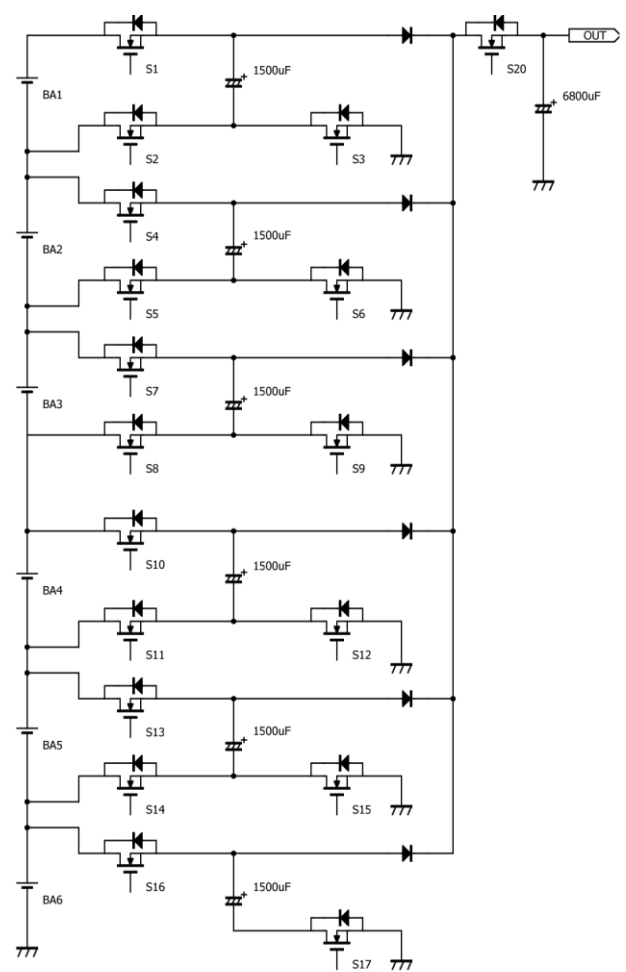 OUT
S1
S20
1500uF
6800uF
BA1
S2
S3
S4
1500uF
BA2
S5
S6
S7
1500uF
BA3
S8
S9
S10
1500uF
BA4
S11
S12
S13
1500uF
BA5
S14
S15
S16
1500uF
BA6
S17